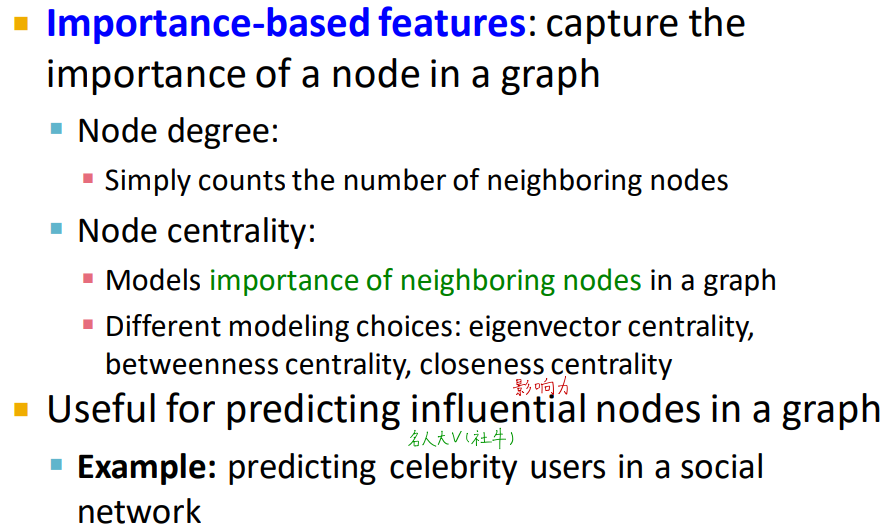 Importance-based features: capture the
importance of a node in a graph
Node degree:
Simply counts the number of neighboring nodes
Node centrality:
Models importance of neighboring nodes in a graph
Different modeling choices: eigenvector centrality,
betweenness centrality, closeness centrality
影响力
Useful for predicting influential nodes in a graph
名人大V(社牛)
Example: predicting celebrity users in a social
network